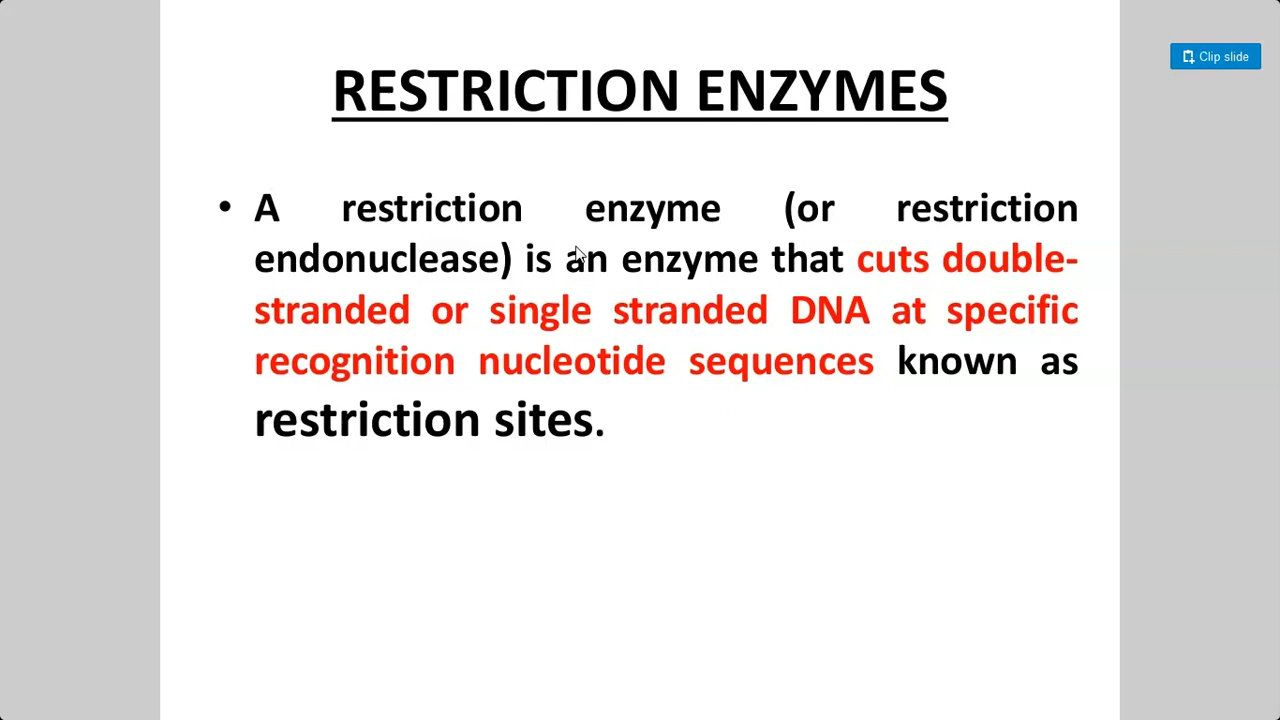 Clip slide
RESTRICTION ENZYMES
• A restriction enzyme (or restriction
endonuclease) is an enzyme that cuts double-
stranded or single stranded DNA at specific
recognition nucleotide sequences known as
restriction sites.